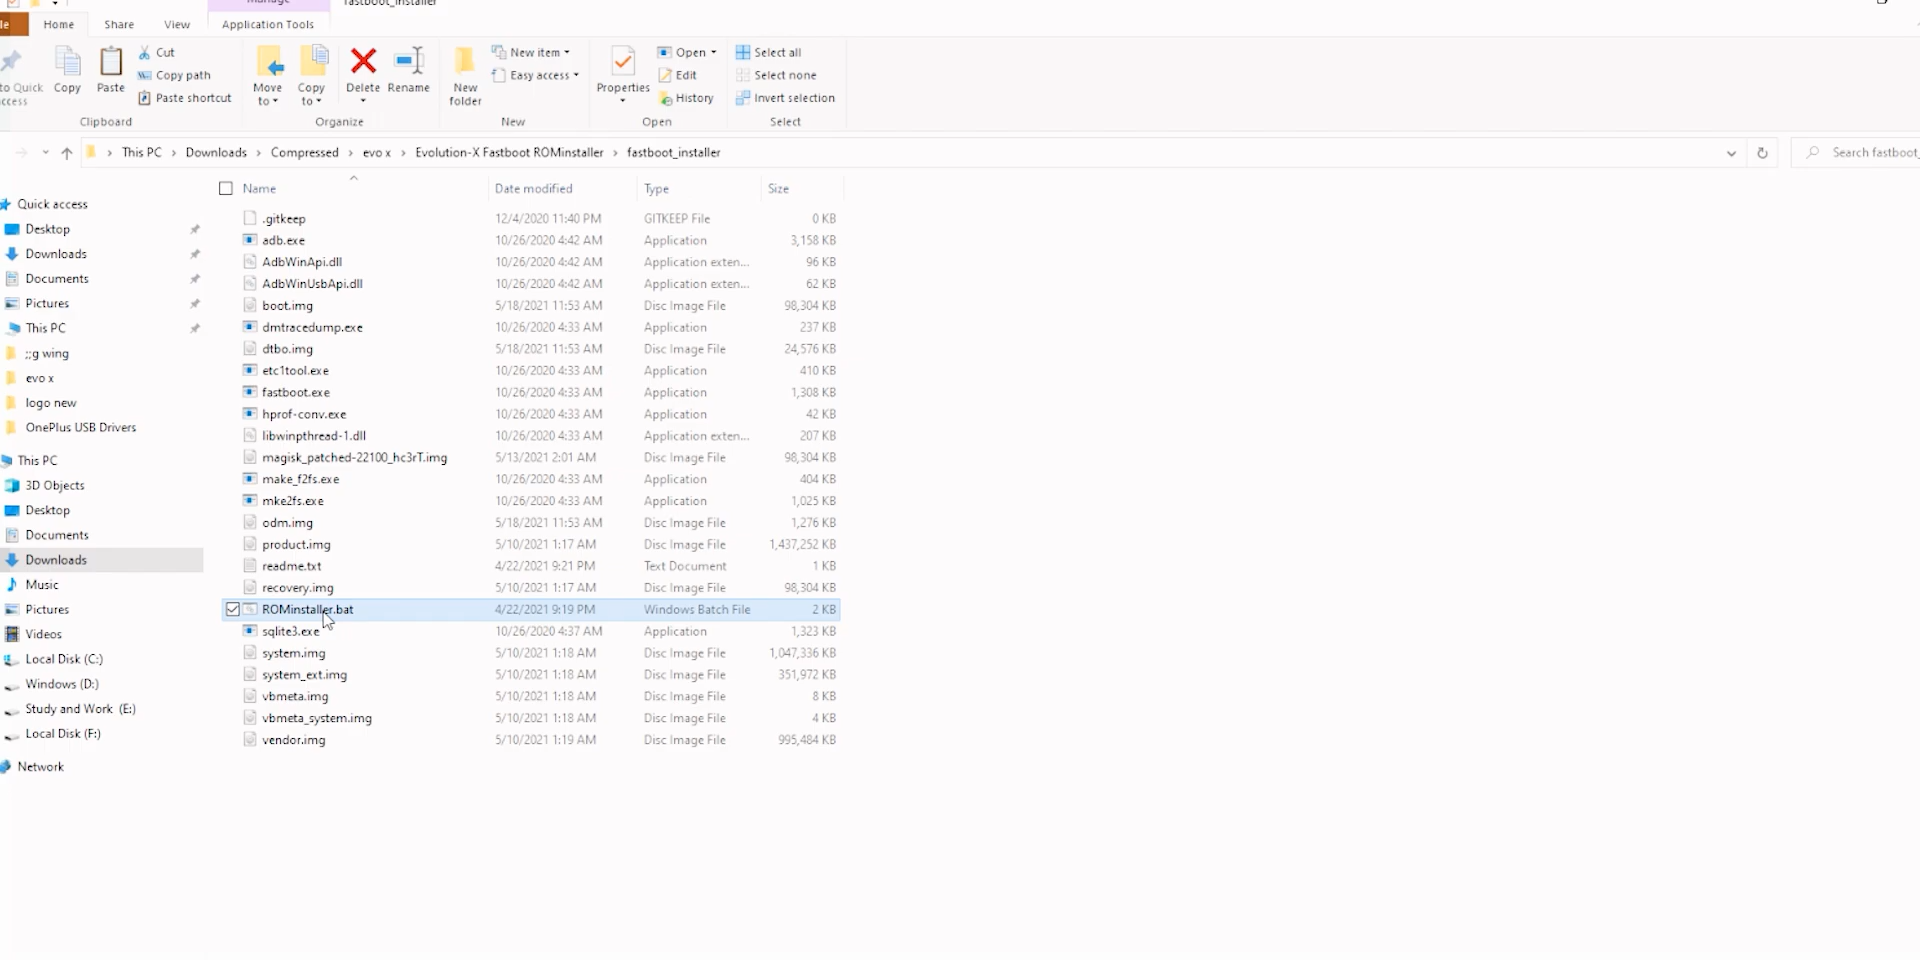 fastboot_installer
Home Share View Application Tools
Cut
Copy path
Paste shortcut
Copy
Paste
Clipboard
Move to
Copy to
Delete
Rename
Organize
New folder
New item
Easy access
New
Properties
Open
Edit
History
Open
Select all
Select none
Invert selection
Select
This PC > Downloads > Compressed > evo x > Evolution-X Fastboot ROMinstaller > fastboot_installer
Search fastboot_
Quick access
Desktop
Downloads
Documents
Pictures
This PC
;;g wing
evo x
logo new
OnePlus USB Drivers
This PC
3D Objects
Desktop
Documents
Downloads
Music
Pictures
Videos
Local Disk (C:)
Windows (D:)
Study and Work (E:)
Local Disk (F:)
Network
Name Date modified Type Size
.gitkeep 12/4/2020 11:40 PM GITKEEP File 0 KB
adb.exe 10/26/2020 4:42 AM Application 3,158 KB
AdbWinApi.dll 10/26/2020 4:42 AM Application exten... 96 KB
AdbWinUsbApi.dll 10/26/2020 4:42 AM Application exten... 62 KB
boot.img 5/18/2021 11:53 AM Disc Image File 98,304 KB
dmtracedump.exe 10/26/2020 4:33 AM Application 237 KB
dtbo.img 5/18/2021 11:53 AM Disc Image File 24,576 KB
etc1tool.exe 10/26/2020 4:33 AM Application 410 KB
fastboot.exe 10/26/2020 4:33 AM Application 1,308 KB
hprof-conv.exe 10/26/2020 4:33 AM Application 42 KB
libwinpthread-1.dll 10/26/2020 4:33 AM Application exten... 207 KB
magisk_patched-22100_hc3rT.img 5/13/2021 2:01 AM Disc Image File 98,304 KB
make_f2fs.exe 10/26/2020 4:33 AM Application 404 KB
mke2fs.exe 10/26/2020 4:33 AM Application 1,025 KB
odm.img 5/18/2021 11:53 AM Disc Image File 1,276 KB
product.img 5/10/2021 1:17 AM Disc Image File 1,437,252 KB
readme.txt 4/22/2021 9:21 PM Text Document 1 KB
recovery.img 5/10/2021 1:17 AM Disc Image File 98,304 KB
ROMinstaller.bat 4/22/2021 9:19 PM Windows Batch File 2 KB
sqlite3.exe 10/26/2020 4:37 AM Application 1,323 KB
system.img 5/10/2021 1:18 AM Disc Image File 1,047,336 KB
system_ext.img 5/10/2021 1:18 AM Disc Image File 351,972 KB
vbmeta.img 5/10/2021 1:18 AM Disc Image File 8 KB
vbmeta_system.img 5/10/2021 1:18 AM Disc Image File 4 KB
vendor.img 5/10/2021 1:19 AM Disc Image File 995,484 KB